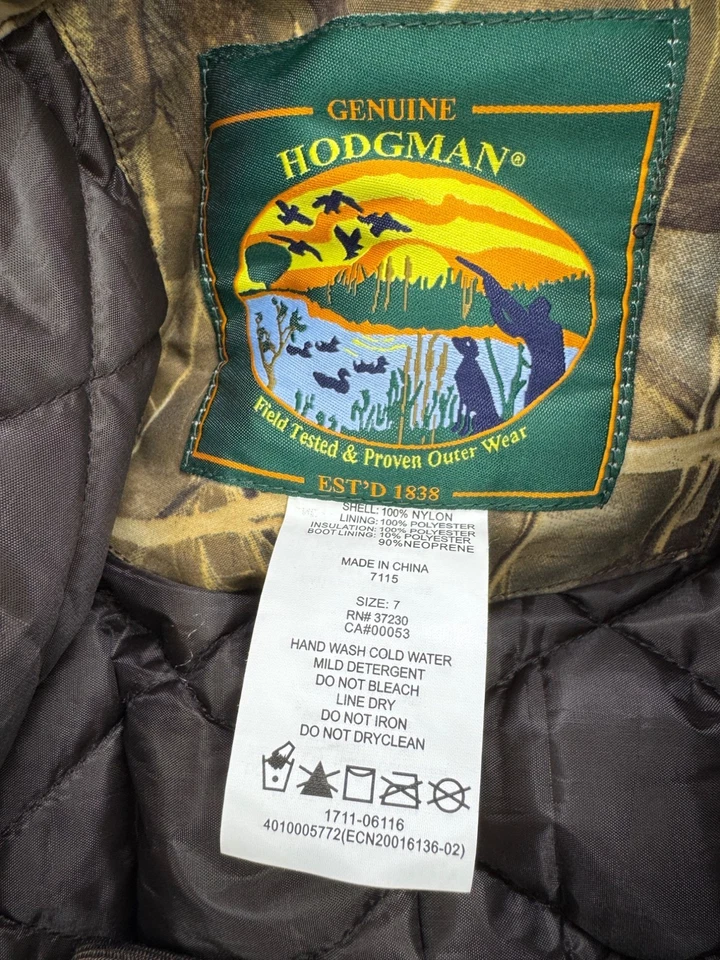 GENUINE
HODGMAN®
Field Tested & Proven Outer Wear
EST'D 1838
SHELL: 100% NYLON
LINING: 100% POLYESTER
INSULATION: 100% POLYESTER
BOOT LINING: 10% POLYESTER
90%NEOPRENE
MADE IN CHINA
7115
SIZE: 7
RN# 37230
CA#00053
HAND WASH COLD WATER
MILD DETERGENT
DO NOT BLEACH
LINE DRY
DO NOT IRON
DO NOT DRYCLEAN
1711-06116
4010005772(ECN20016136-02)